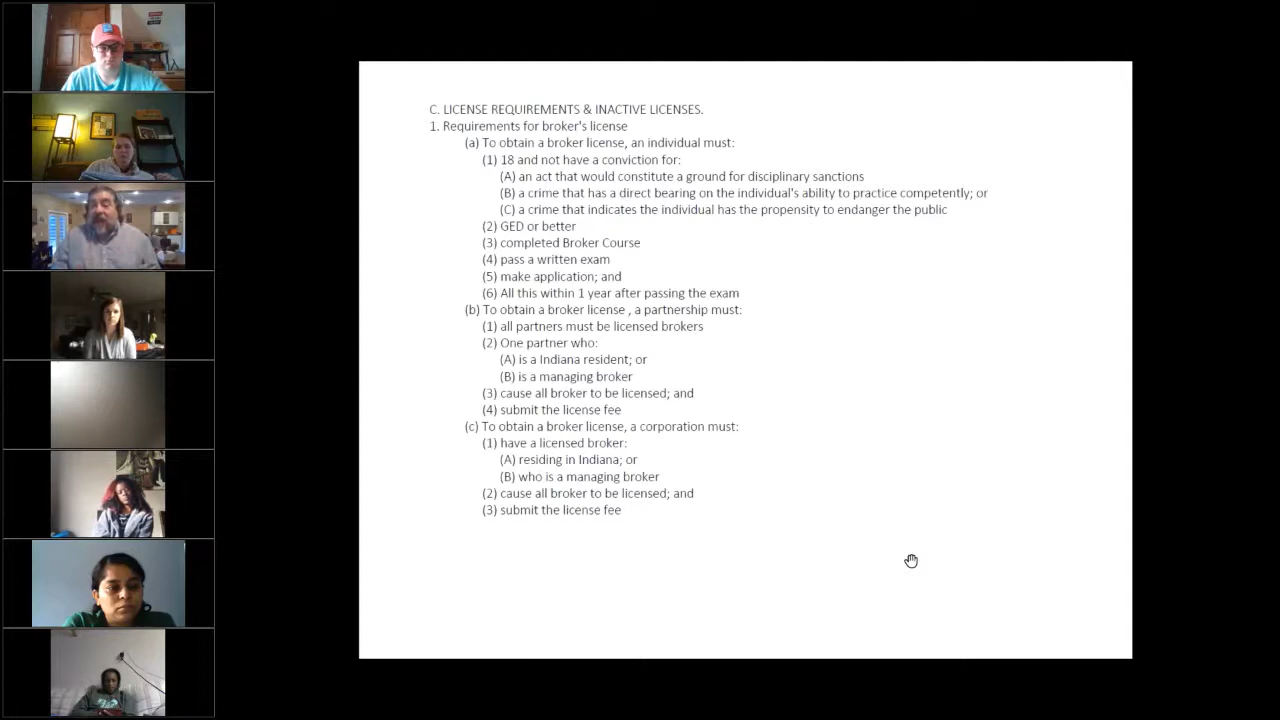 C. LICENSE REQUIREMENTS & INACTIVE LICENSES.
1. Requirements for broker's license
(a) To obtain a broker license, an individual must:
(1) 18 and not have a conviction for:
(A) an act that would constitute a ground for disciplinary sanctions
(B) a crime that has a direct bearing on the individual's ability to practice competently; or
(C) a crime that indicates the individual has the propensity to endanger the public
(2) GED or better
(3) completed Broker Course
(4) pass a written exam
(5) make application; and
(6) All this within 1 year after passing the exam
(b) To obtain a broker license , a partnership must:
(1) all partners must be licensed brokers
(2) One partner who:
(A) is a Indiana resident; or
(B) is a managing broker
(3) cause all broker to be licensed; and
(4) submit the license fee
(c) To obtain a broker license, a corporation must:
(1) have a licensed broker:
(A) residing in Indiana; or
(B) who is a managing broker
(2) cause all broker to be licensed; and
(3) submit the license fee